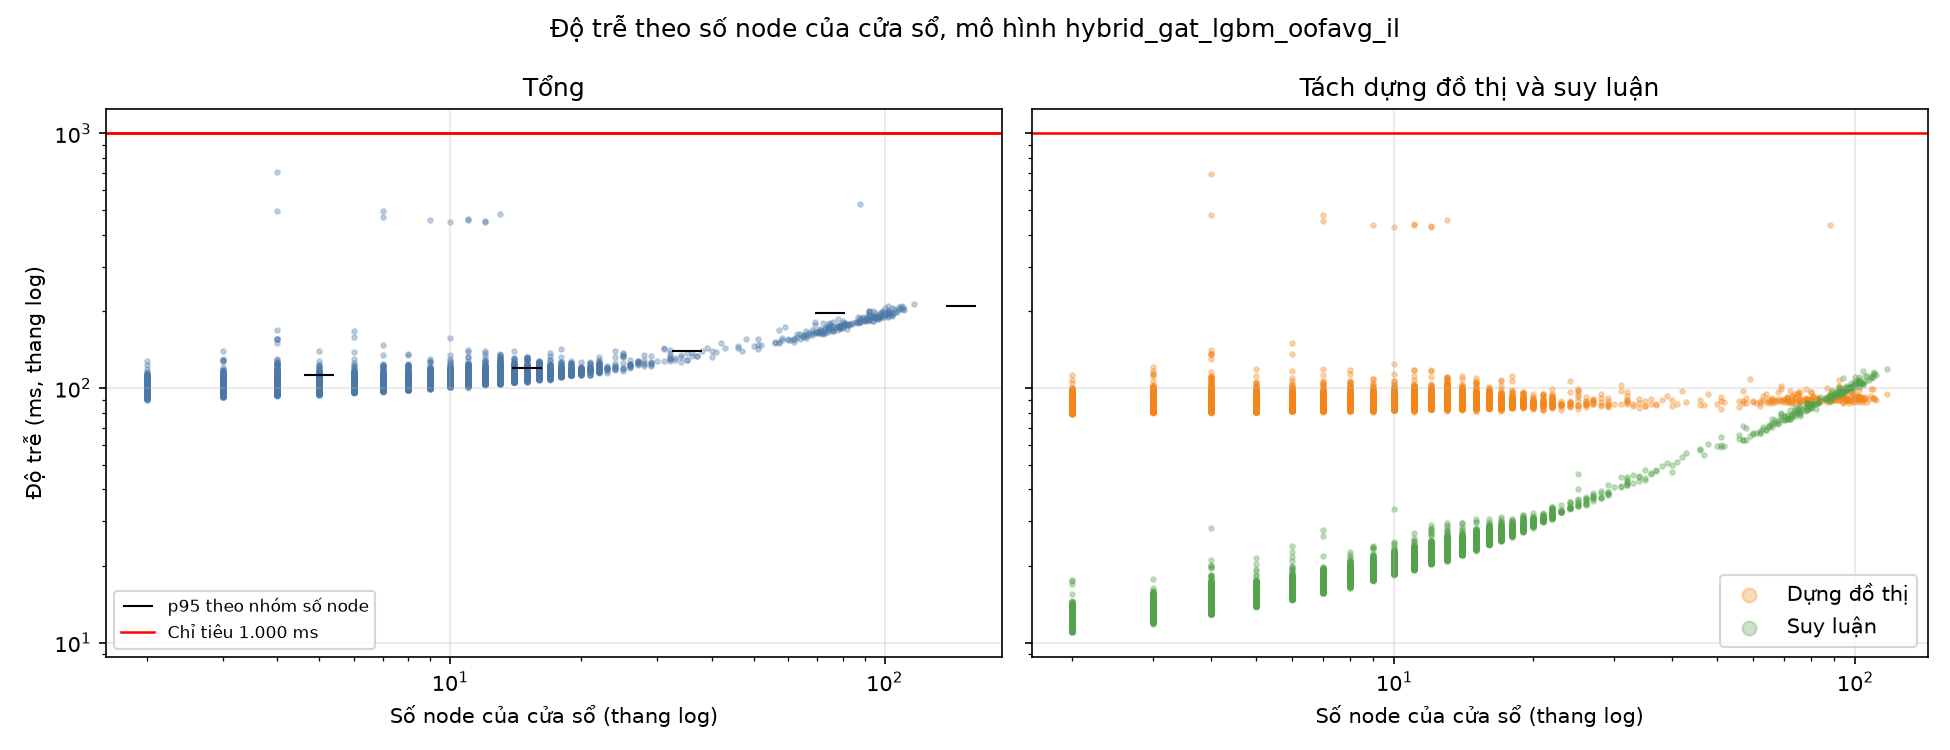 Độ trễ theo số node của cửa sổ, mô hình hybrid_gat_lgbm_oofavg_il
Tổng
Độ trễ (ms, thang log)
10³
10²
10¹
p95 theo nhóm số node
Chỉ tiêu 1.000 ms
10¹
10²
Số node của cửa sổ (thang log)
Tách dựng đồ thị và suy luận
Dựng đồ thị
Suy luận
10¹
10²
Số node của cửa sổ (thang log)